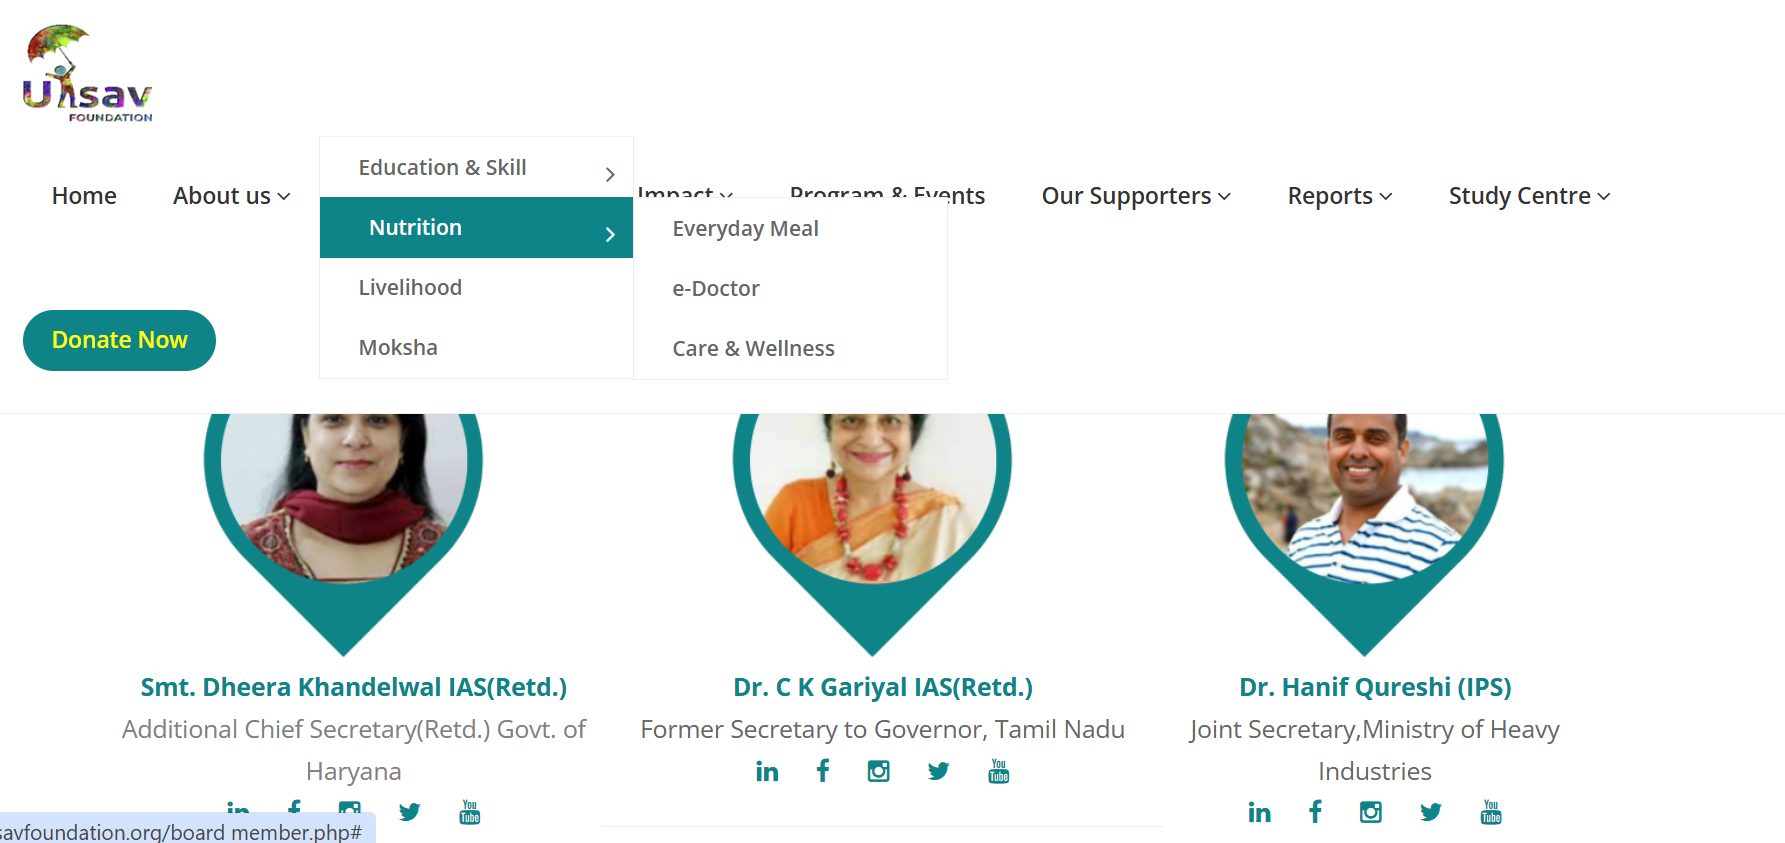 Utsav
FOUNDATION
Home
About us
Education & Skill
Nutrition
Livelihood
Moksha
Everyday Meal
e-Doctor
Care & Wellness
Impact
Program & Events
Our Supporters
Reports
Study Centre
Donate Now
Smt. Dheera Khandelwal IAS(Retd.)
Additional Chief Secretary(Retd.) Govt. of
Haryana
Dr. C K Gariyal IAS(Retd.)
Former Secretary to Governor, Tamil Nadu
Dr. Hanif Qureshi (IPS)
Joint Secretary,Ministry of Heavy
Industries
savfoundation.org/board member.php#